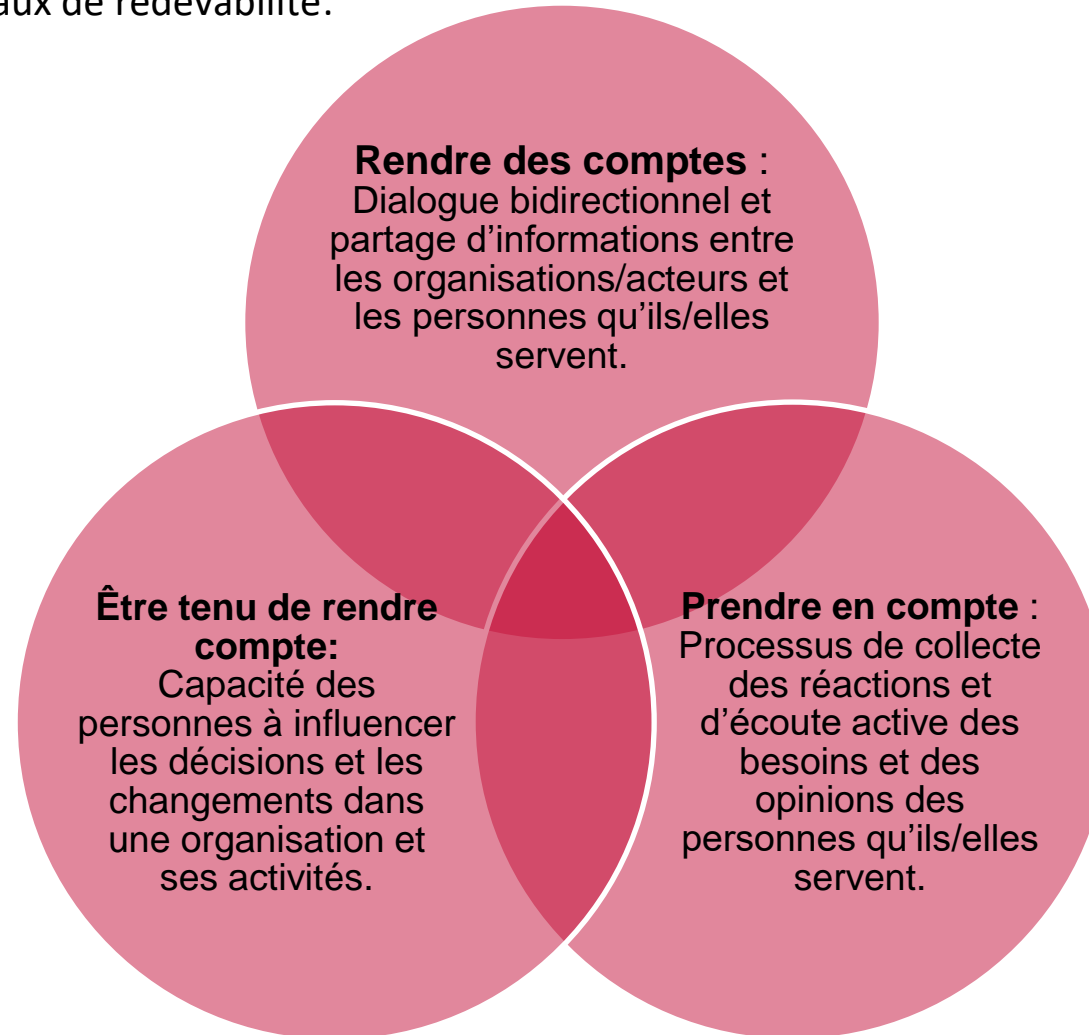 aux de redevabilité.
Rendre des comptes :
Dialogue bidirectionnel et
partage d’informations entre
les organisations/acteurs et
les personnes qu’ils/elles
servent.
Être tenu de rendre
compte:
Capacité des
personnes à influencer
les décisions et les
changements dans
une organisation et
ses activités.
Prendre en compte :
Processus de collecte
des réactions et
d’écoute active des
besoins et des
opinions des
personnes qu’ils/elles
servent.